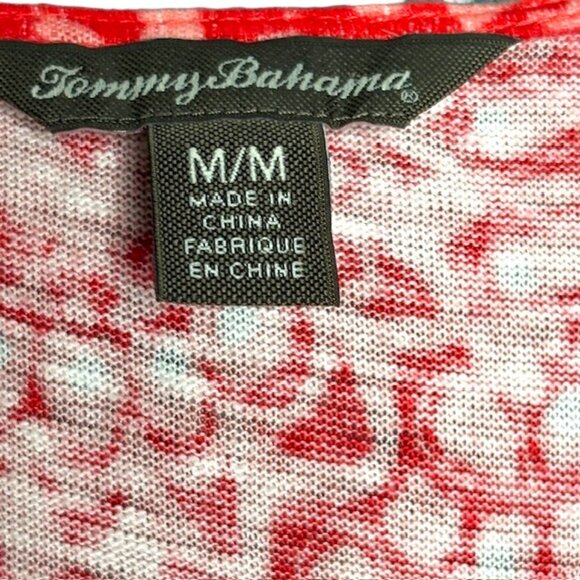 Tommy Bahama®
M/M
MADE IN
CHINA
FABRIQUE
EN CHINE